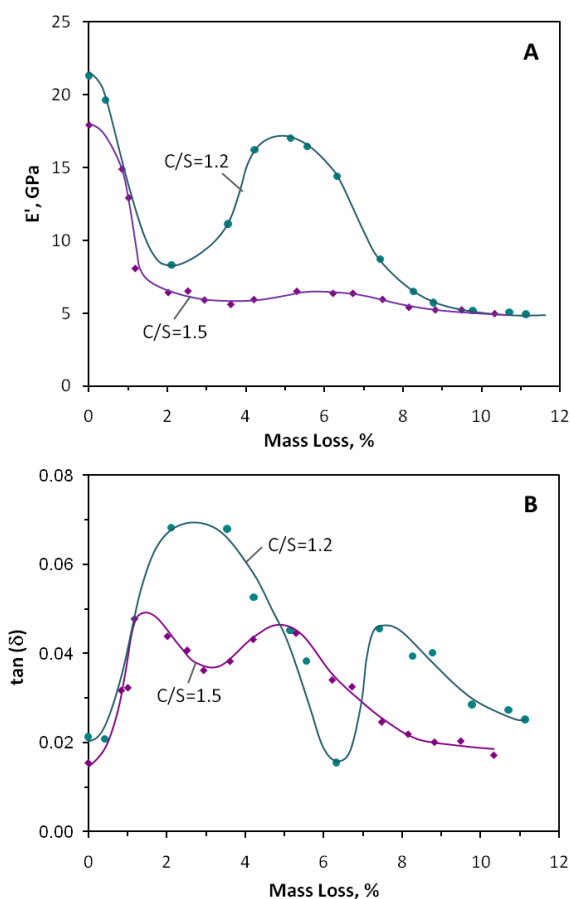 A
25
20
15
10
5
0
E', GPa
C/S=1.2
C/S=1.5
0 2 4 6 8 10 12
Mass Loss, %
B
0.08
0.06
0.04
0.02
0.00
tan (δ)
C/S=1.2
C/S=1.5
0 2 4 6 8 10 12
Mass Loss, %